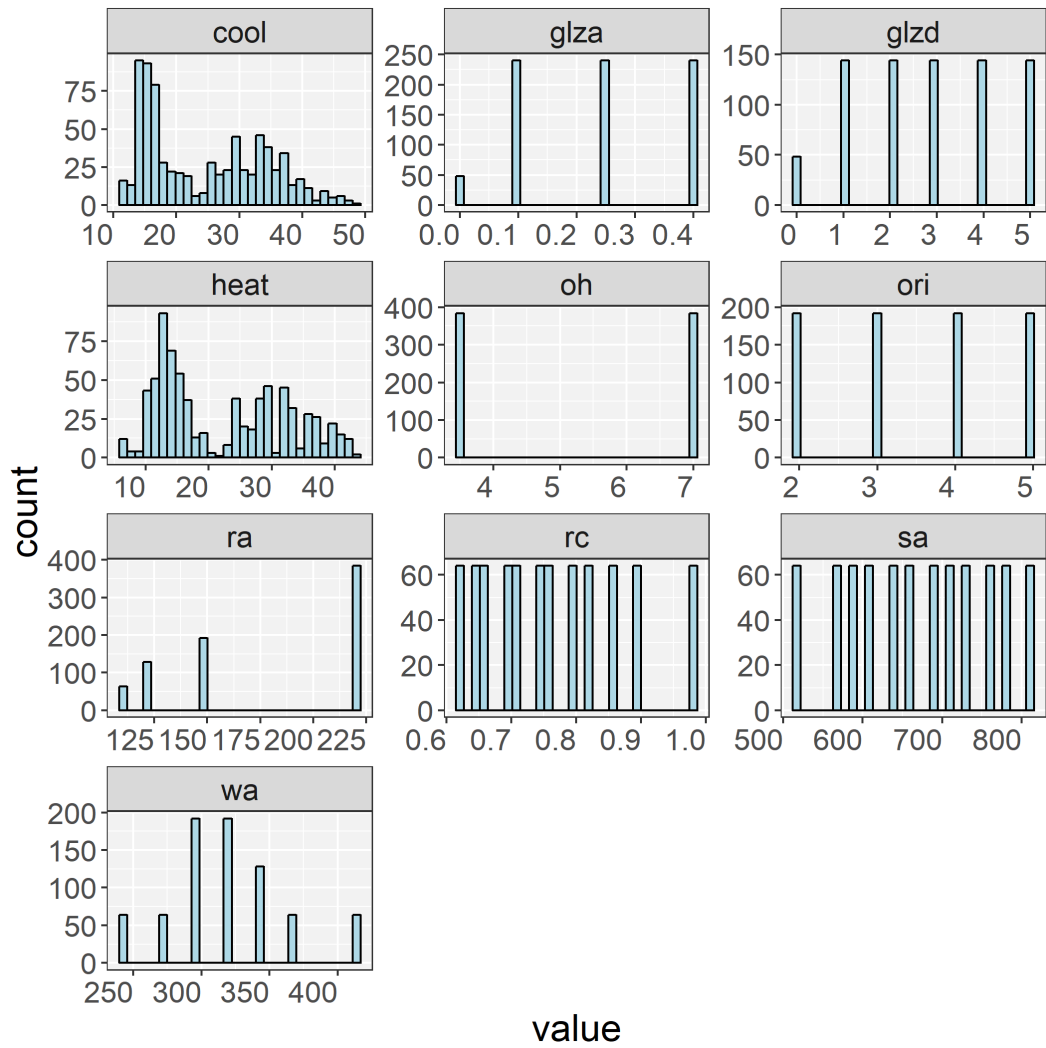 cool glza glzd
75
50
25
0
250
200
150
100
50
0
150
100
50
0
10 20 30 40 50
0.0 0.1 0.2 0.3 0.4
0 1 2 3 4 5
heat oh ori
75
50
25
0
400
300
200
100
0
200
150
100
50
0
10 20 30 40
4 5 6 7
2 3 4 5
ra rc sa
400
300
200
100
0
60
40
20
0
60
40
20
0
125 150 175 200 225
0.6 0.7 0.8 0.9 1.0
500 600 700 800
wa
200
150
100
50
0
250 300 350 400
count
value